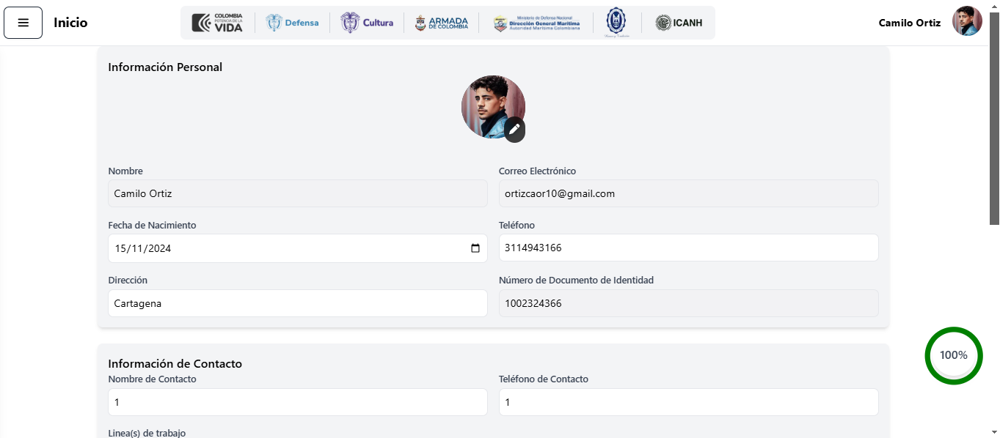 Inicio
COLOMBIA
POTENCIA DE LA
VIDA
Defensa
Cultura
ARMADA
DE COLOMBIA
Ministerio de Defensa Nacional
Dirección General Marítima
Autoridad Marítima Colombiana
ICANH
Camilo Ortiz
Información Personal
Nombre
Correo Electrónico
Camilo Ortiz
ortizcaor10@gmail.com
Fecha de Nacimiento
Teléfono
15/11/2024
3114943166
Dirección
Número de Documento de Identidad
Cartagena
1002324366
100%
Información de Contacto
Nombre de Contacto
Teléfono de Contacto
1
1
Linea(s) de trabajo